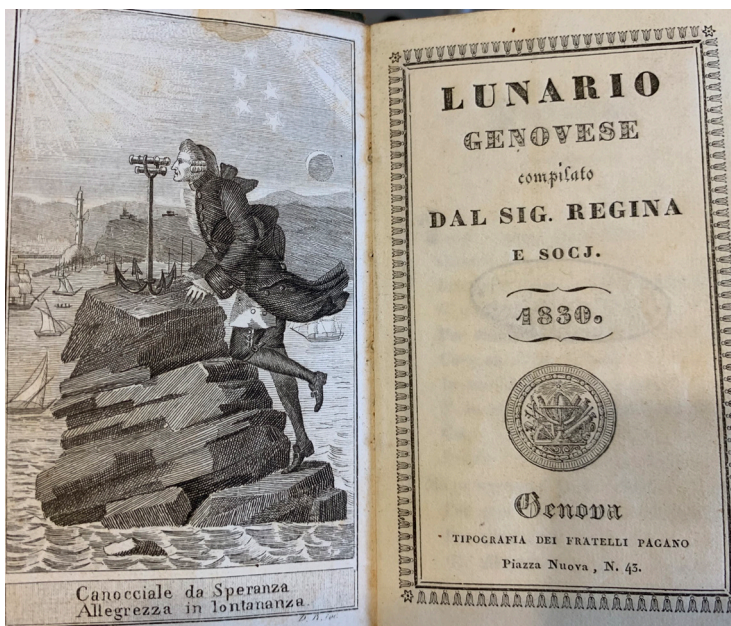 Canocciale da Speranza
Allegrezza in lontananza.
LUNARIO
GENOVESE
compilato
DAL SIG. REGINA
E SOCJ.
1830.
Genova
TIPOGRAFIA DEI FRATELLI PAGANO
Piazza Nuova, N. 43.